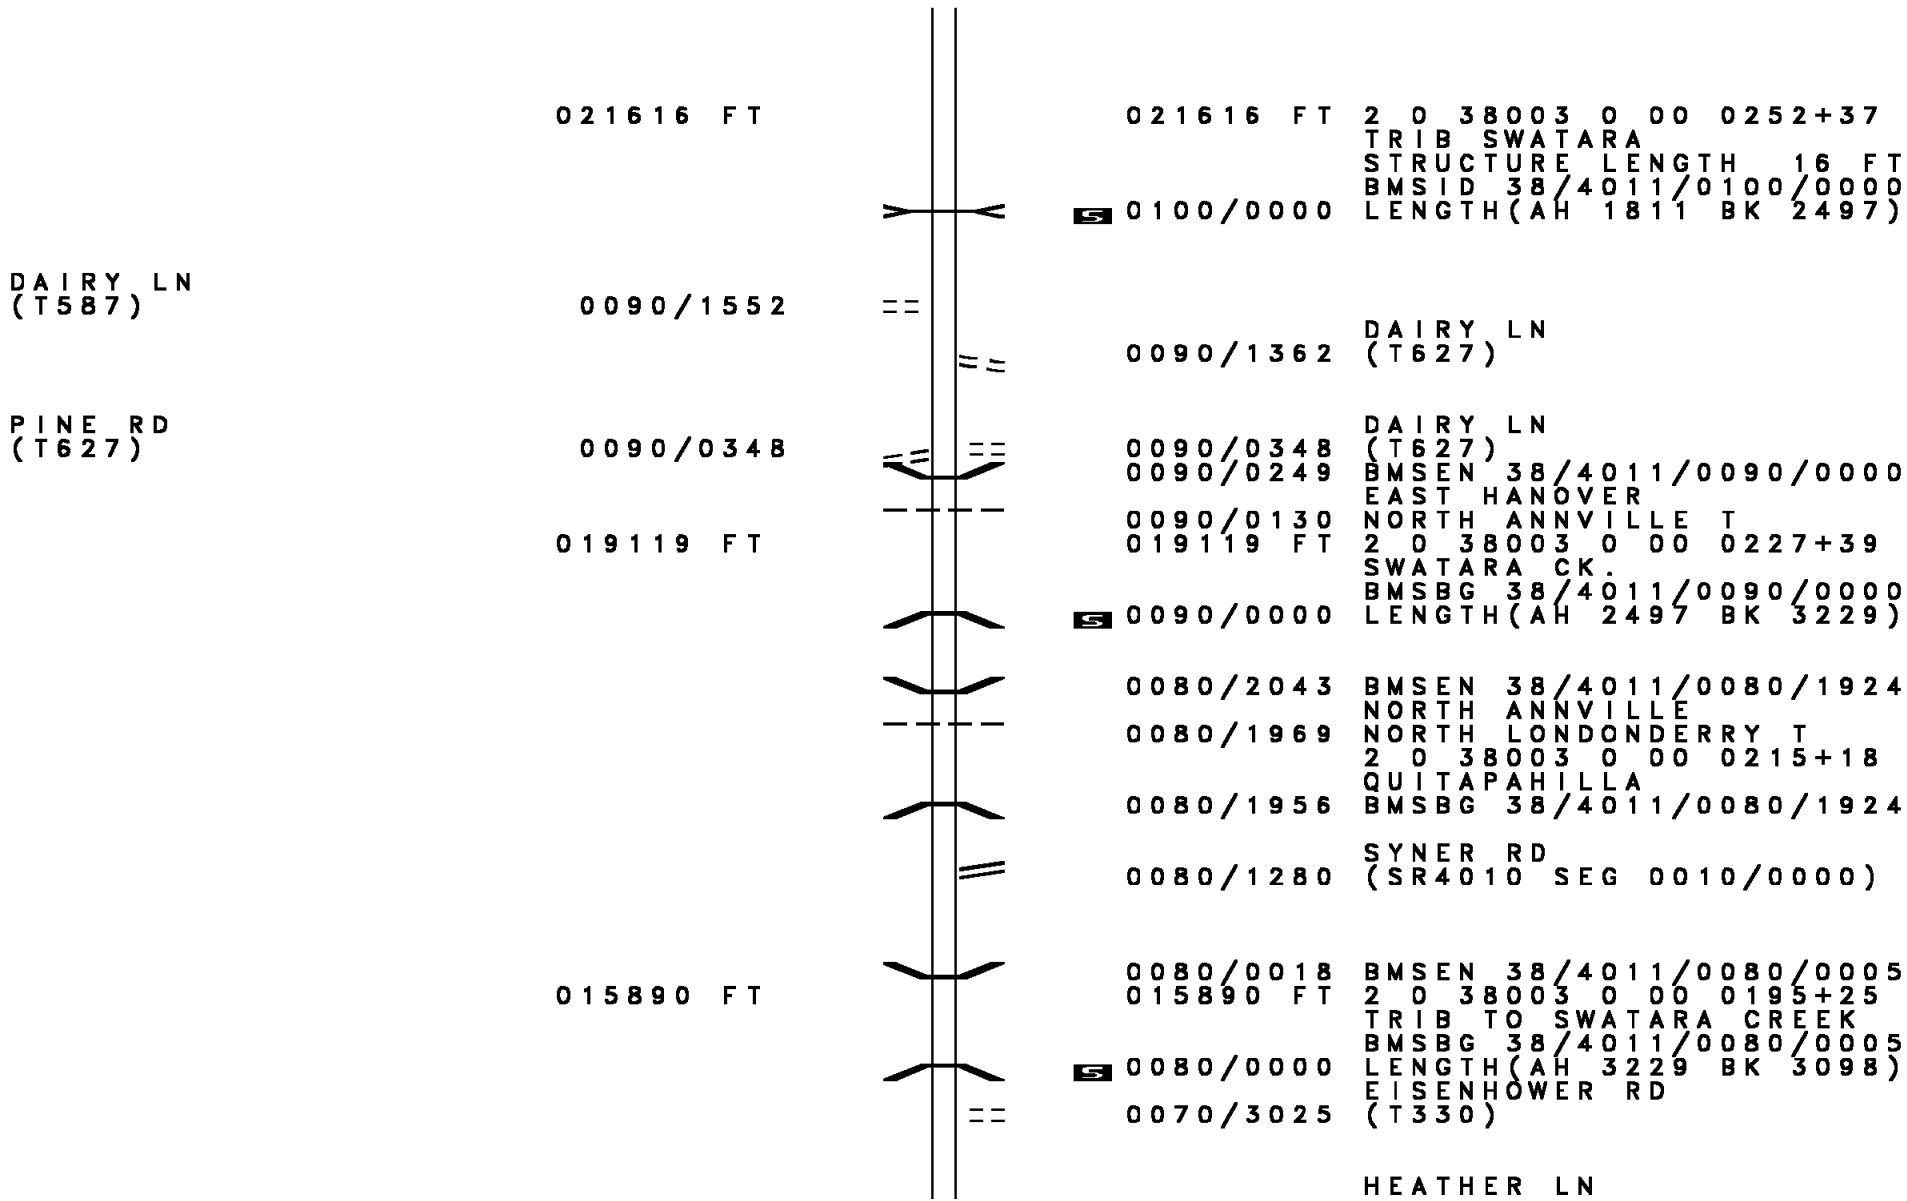 021616 FT 021616 FT 2 0 38003 0 00 0252+37
TRIB SWATARA
STRUCTURE LENGTH 16 FT
BMSID 38/4011/0100/0000
S 0100/0000 LENGTH(AH 1811 BK 2497)
DAIRY LN
(T587) 0090/1552
DAIRY LN
0090/1362 (T627)
PINE RD DAIRY LN
(T627) 0090/0348 0090/0348 (T627)
0090/0249 BMSEN 38/4011/0090/0000
EAST HANOVER
0090/0130 NORTH ANNVILLE T
019119 FT 019119 FT 2 0 38003 0 00 0227+39
SWATARA CK.
BMSBG 38/4011/0090/0000
S 0090/0000 LENGTH(AH 2497 BK 3229)
0080/2043 BMSEN 38/4011/0080/1924
NORTH ANNVILLE
0080/1969 NORTH LONDONDERRY T
2 0 38003 0 00 0215+18
QUITAPAHILLA
0080/1956 BMSBG 38/4011/0080/1924
SYNER RD
0080/1280 (SR4010 SEG 0010/0000)
0080/0018 BMSEN 38/4011/0080/0005
015890 FT 015890 FT 2 0 38003 0 00 0195+25
TRIB TO SWATARA CREEK
BMSBG 38/4011/0080/0005
S 0080/0000 LENGTH(AH 3229 BK 3098)
EISENHOWER RD
0070/3025 (T330)
HEATHER LN